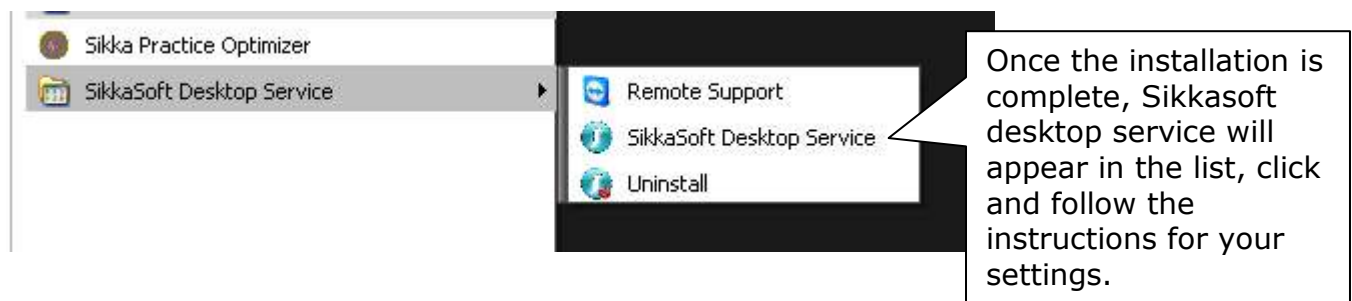 Sikka Practice Optimizer
SikkaSoft Desktop Service
Remote Support
SikkaSoft Desktop Service
Uninstall
Once the installation is
complete, Sikkasoft
desktop service will
appear in the list, click
and follow the
instructions for your
settings.